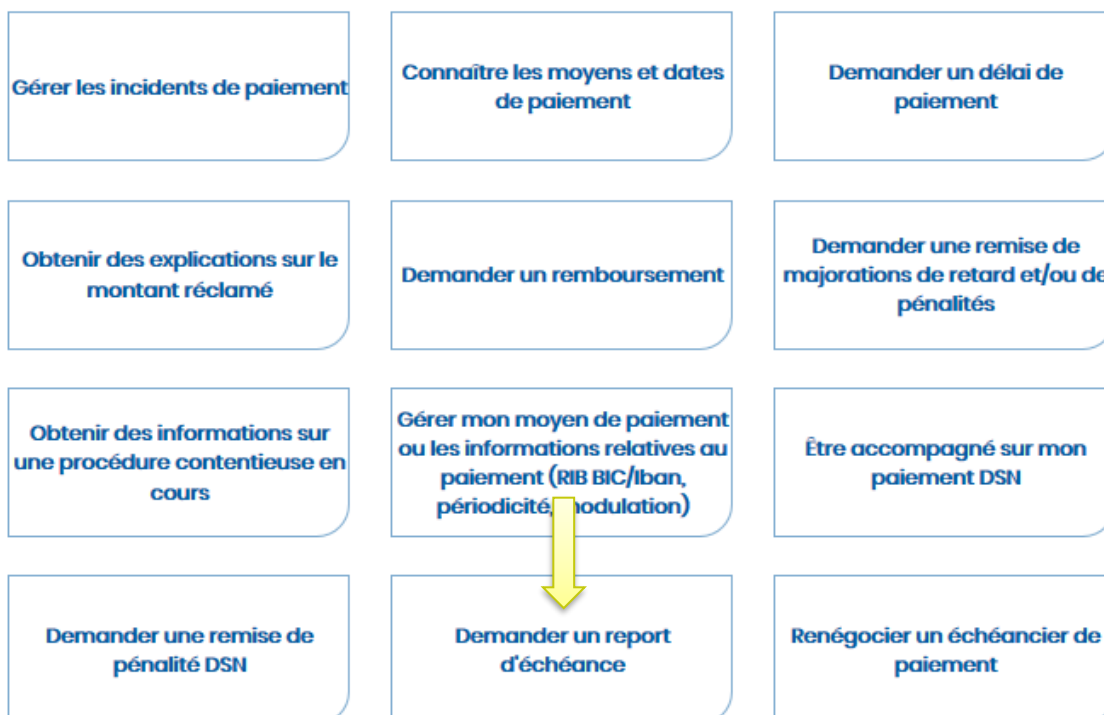 Gérer les incidents de paiement
Connaître les moyens et dates
de paiement
Demander un délai de
paiement
Obtenir des explications sur le
montant réclamé
Demander un remboursement
Demander une remise de
majorations de retard et/ou de
pénalités
Obtenir des informations sur
une procédure contentieuse en
cours
Gérer mon moyen de paiement
ou les informations relatives au
paiement (RIB BIC/Iban,
périodicité, modulation)
Être accompagné sur mon
paiement DSN
Demander une remise de
pénalité DSN
Demander un report
d'échéance
Renégocier un échéancier de
paiement